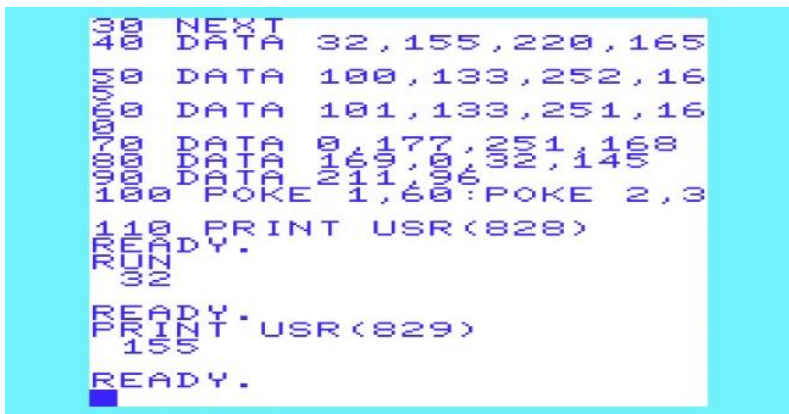 30 NEXT
40 DATA 32,155,220,165
50 DATA 100,133,252,16
5
60 DATA 101,133,251,16
0
70 DATA 0,177,251,168
80 DATA 169,0,32,145
90 DATA 211,96
100 POKE 1,60:POKE 2,3
110 PRINT USR(828)
READY.
RUN
32
READY.
PRINT USR(829)
155
READY.